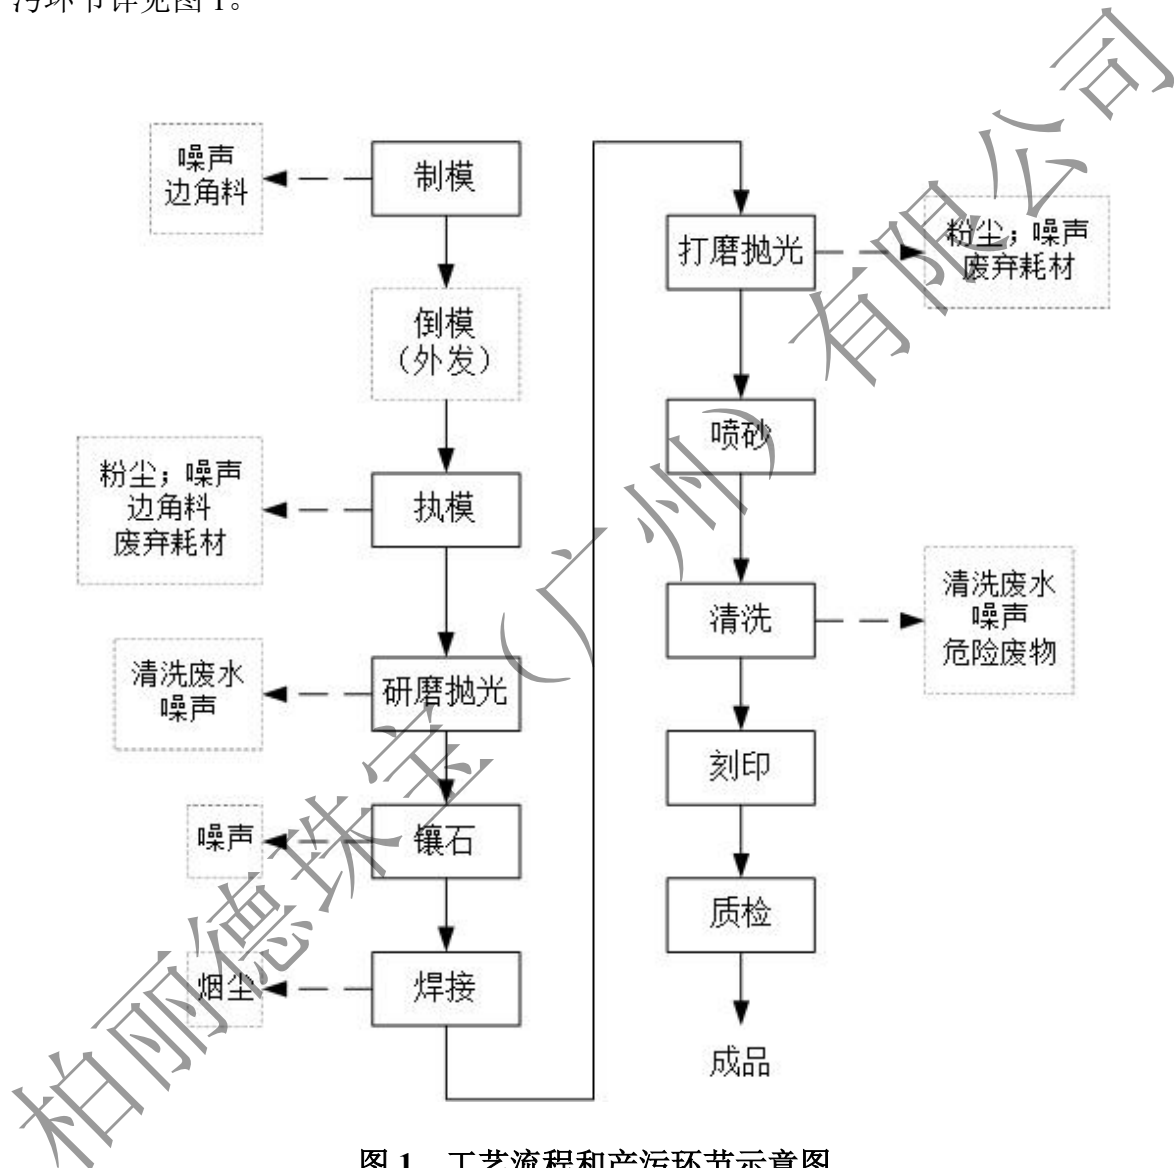 污环节详见图 1。
噪声
边角料
制模
倒模
（外发）
粉尘；噪声
边角料
废弃耗材
执模
清洗废水
噪声
研磨抛光
噪声
镶石
烟尘
焊接
打磨抛光
粉尘；噪声
废弃耗材
喷砂
清洗
清洗废水
噪声
危险废物
刻印
质检
成品
图 1 工艺流程和产污环节示意图
柏丽德珠宝（广州）有限公司